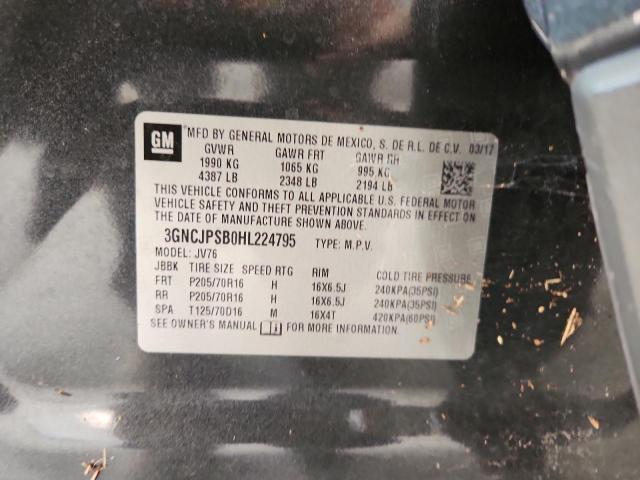 GM
MFD BY GENERAL MOTORS DE MEXICO, S. DE R.L. DE C.V. 03/17
GVWR GAWR FRT GAWR RR
1990 KG 1065 KG 995 KG
4387 LB 2348 LB 2194 LB
THIS VEHICLE CONFORMS TO ALL APPLICABLE U.S. FEDERAL MOTOR
VEHICLE SAFETY AND THEFT PREVENTION STANDARDS IN EFFECT ON
THE DATE OF MANUFACTURE SHOWN ABOVE.
3GNCJPSB0HL224795 TYPE: M.P.V.
MODEL: JV76
JBBK TIRE SIZE SPEED RTG RIM COLD TIRE PRESSURE
FRT P205/70R16 H 16X6.5J 240KPA(35PSI)
RR P205/70R16 H 16X6.5J 240KPA(35PSI)
SPA T125/70D16 M 16X4T 420KPA(60PSI)
SEE OWNER'S MANUAL FOR MORE INFORMATION.